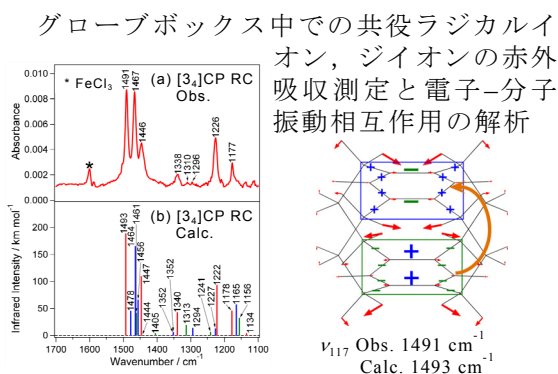 グローブボックス中での共役ラジカルイ
オン，ジイオンの赤外
吸収測定と電子–分子
振動相互作用の解析
0.010
0.008
0.006
0.004
0.002
0.000
Absorbance
* FeCl3
(a) [34]CP RC
Obs.
*
1491
1467
1446
1338
1310
1296
1226
1177
(b) [34]CP RC
Calc.
200
150
100
50
0
Infrared Intensity / km mol-1
1493
1478
1464
1461
1456
1447
1444
1405
1352
1352
1340
1313
1294
1241
1227
1222
1178
1165
1156
1134
1700 1600 1500 1400 1300 1200 1100
Wavenumber / cm-1
ν117 Obs. 1491 cm-1
Calc. 1493 cm-1